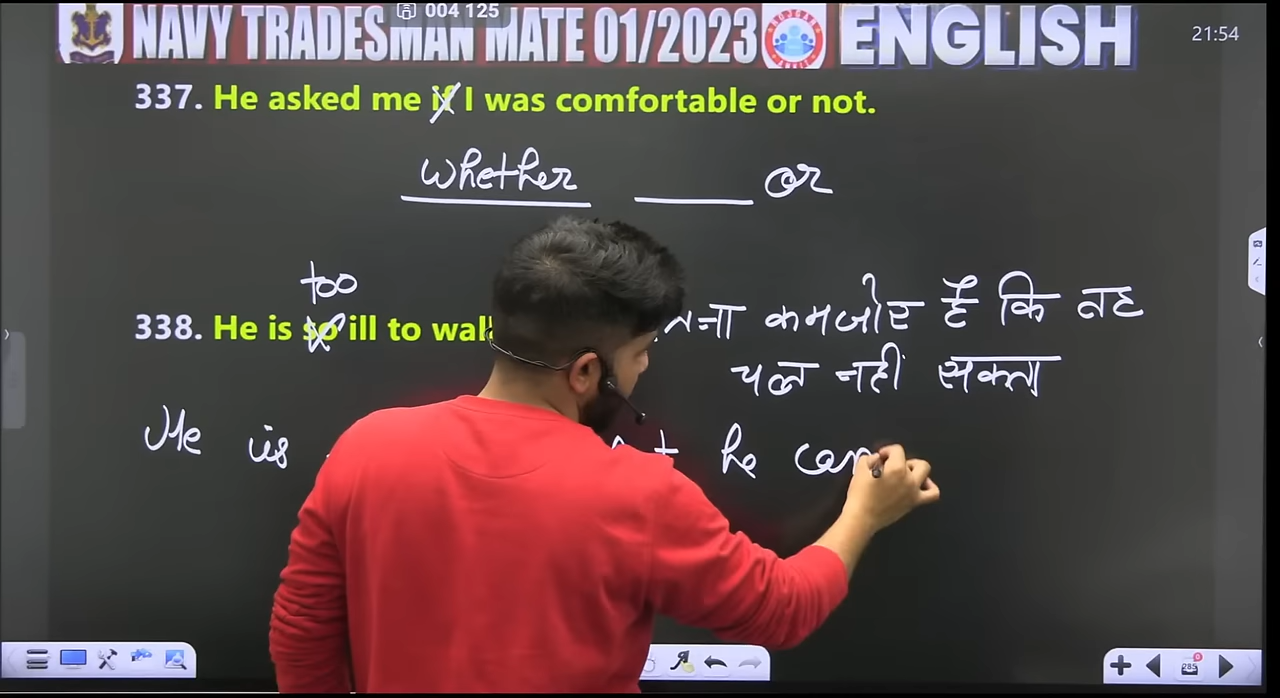 004 125
NAVY TRADESMAN MATE 01/2023 ENGLISH
21:54
337. He asked me if I was comfortable or not.
whether ____ or
too
338. He is so ill to wal कमजोर है कि वह
चल नहीं सकता
He is he can
285